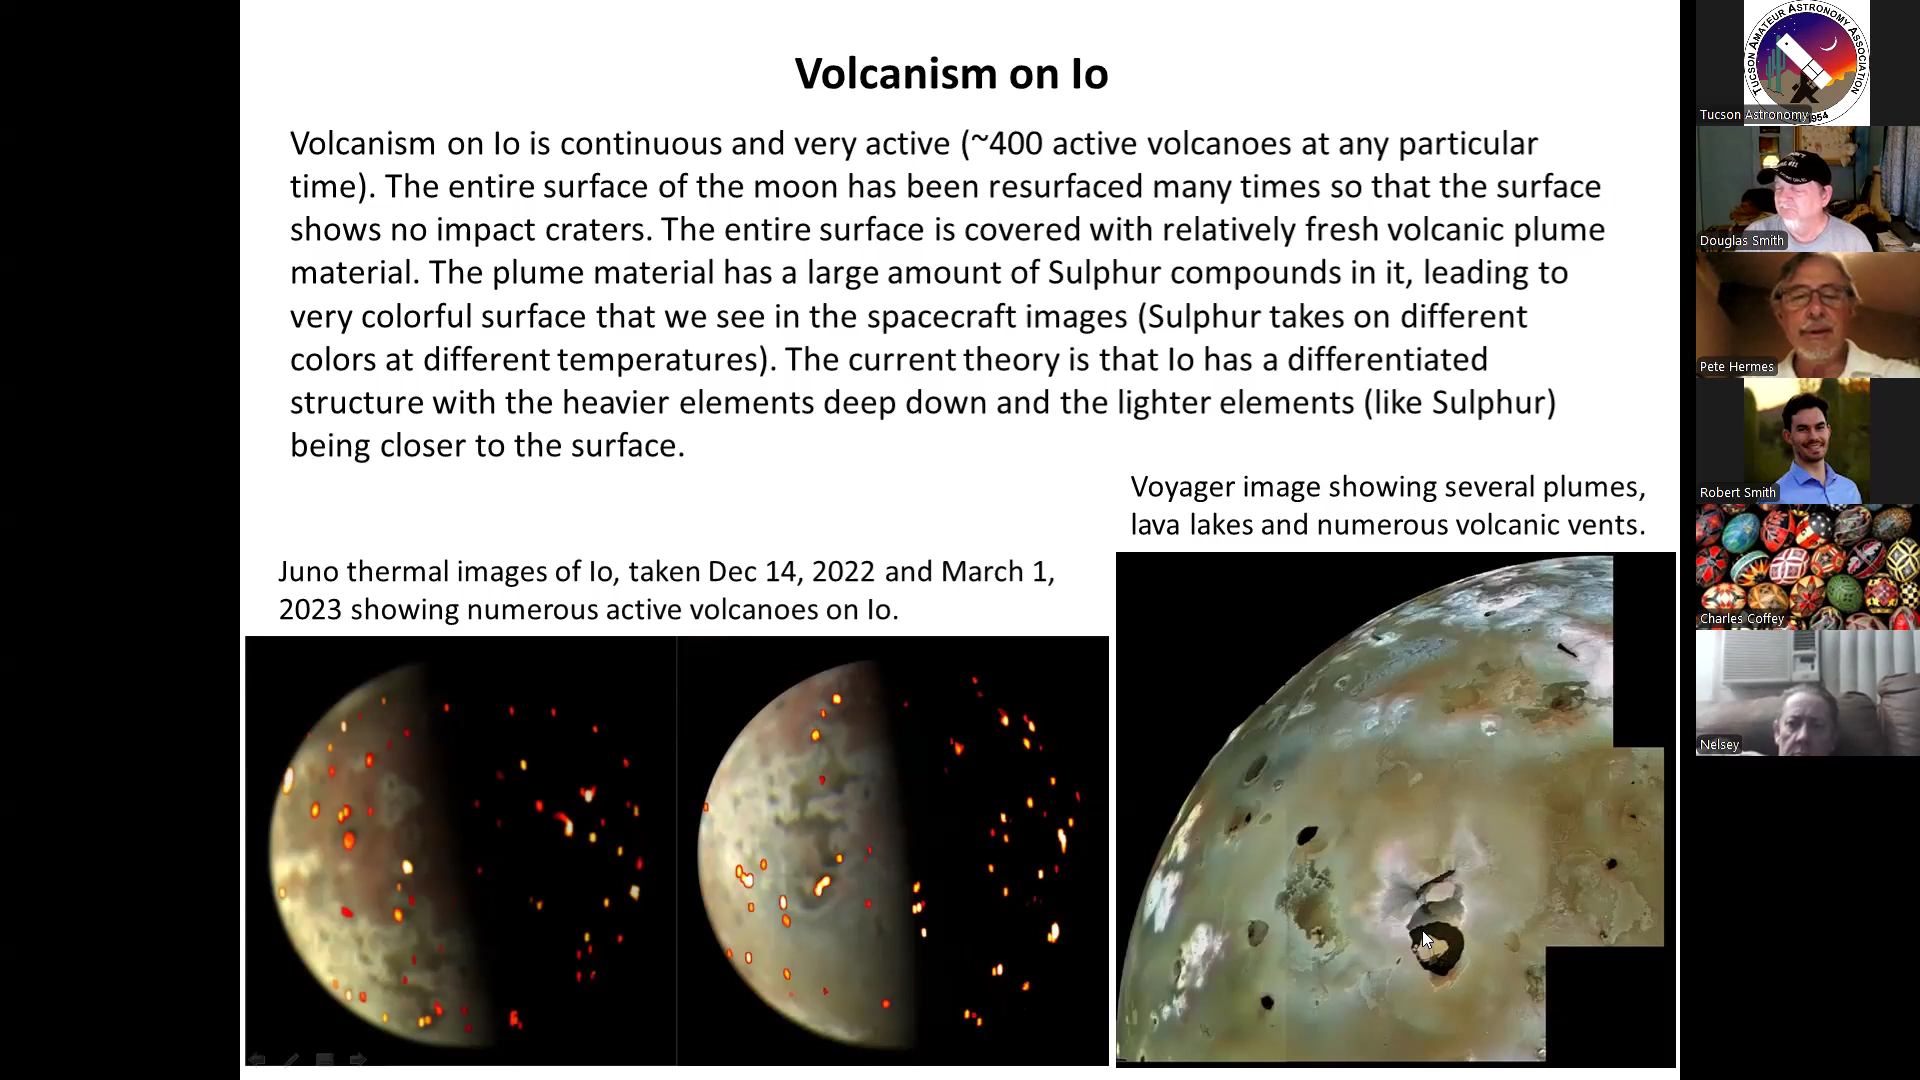 Volcanism on Io
Volcanism on Io is continuous and very active (~400 active volcanoes at any particular
time). The entire surface of the moon has been resurfaced many times so that the surface
shows no impact craters. The entire surface is covered with relatively fresh volcanic plume
material. The plume material has a large amount of Sulphur compounds in it, leading to
very colorful surface that we see in the spacecraft images (Sulphur takes on different
colors at different temperatures). The current theory is that Io has a differentiated
structure with the heavier elements deep down and the lighter elements (like Sulphur)
being closer to the surface.
Voyager image showing several plumes,
lava lakes and numerous volcanic vents.
Juno thermal images of Io, taken Dec 14, 2022 and March 1,
2023 showing numerous active volcanoes on Io.
TUCSON AMATEUR ASTRONOMY ASSOCIATION
Tucson Astronomy
Douglas Smith
Pete Hermes
Robert Smith
Charles Coffey
Nelsey